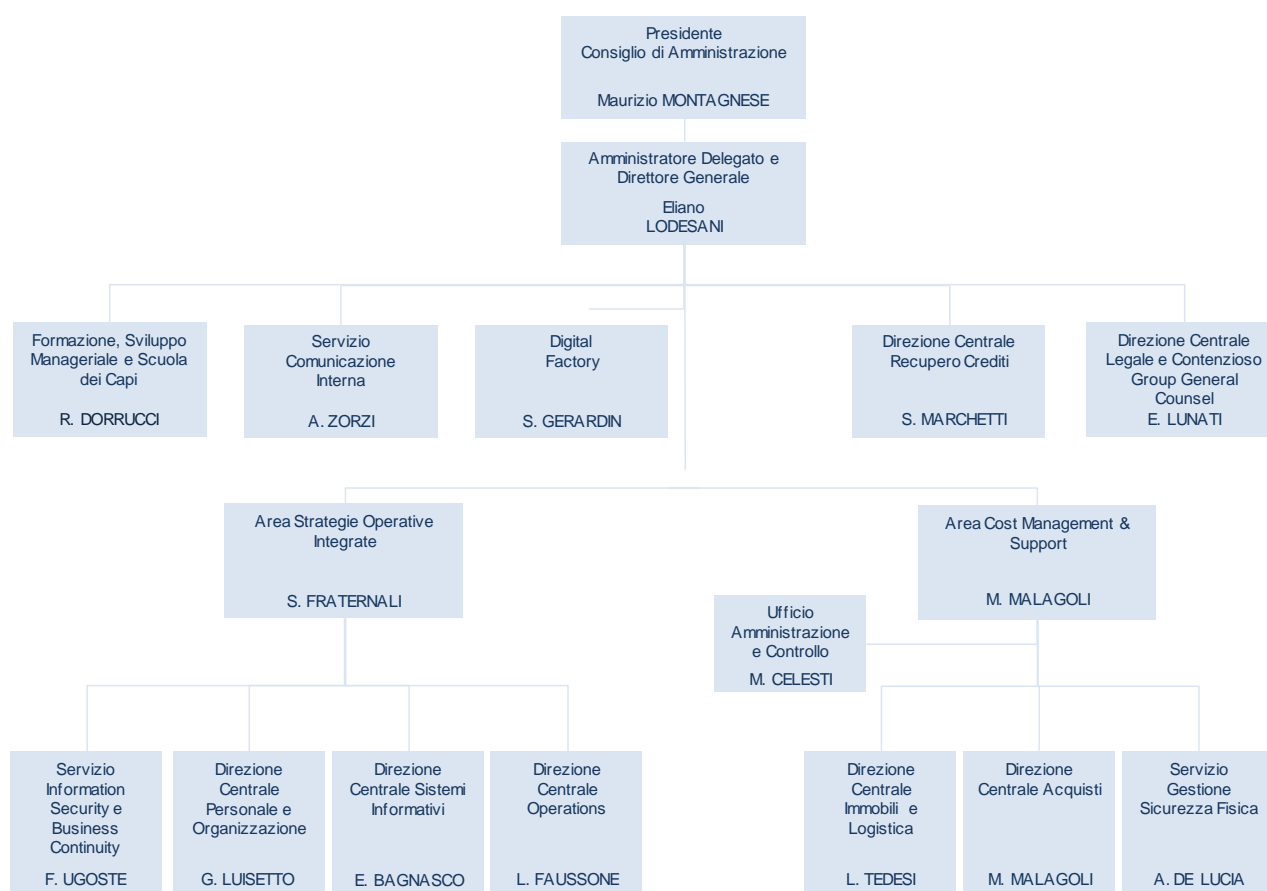 Presidente
Consiglio di Amministrazione
Maurizio MONTAGNESE
Amministratore Delegato e
Direttore Generale
Eliano
LODESANI
Formazione, Sviluppo
Manageriale e Scuola
dei Capi
R. DORRUCCI
Servizio
Comunicazione
Interna
A. ZORZI
Digital
Factory
S. GERARDIN
Direzione Centrale
Recupero Crediti
S. MARCHETTI
Direzione Centrale
Legale e Contenzioso
Group General
Counsel
E. LUNATI
Area Strategie Operative
Integrate
S. FRATERNALI
Area Cost Management &
Support
M. MALAGOLI
Ufficio
Amministrazione
e Controllo
M. CELESTI
Servizio
Information
Security e
Business
Continuity
F. UGOSTE
Direzione
Centrale
Personale e
Organizzazione
G. LUISETTO
Direzione
Centrale Sistemi
Informativi
E. BAGNASCO
Direzione
Centrale
Operations
L. FAUSSONE
Direzione
Centrale
Immobili e
Logistica
L. TEDESI
Direzione
Centrale Acquisti
M. MALAGOLI
Servizio
Gestione
Sicurezza Fisica
A. DE LUCIA